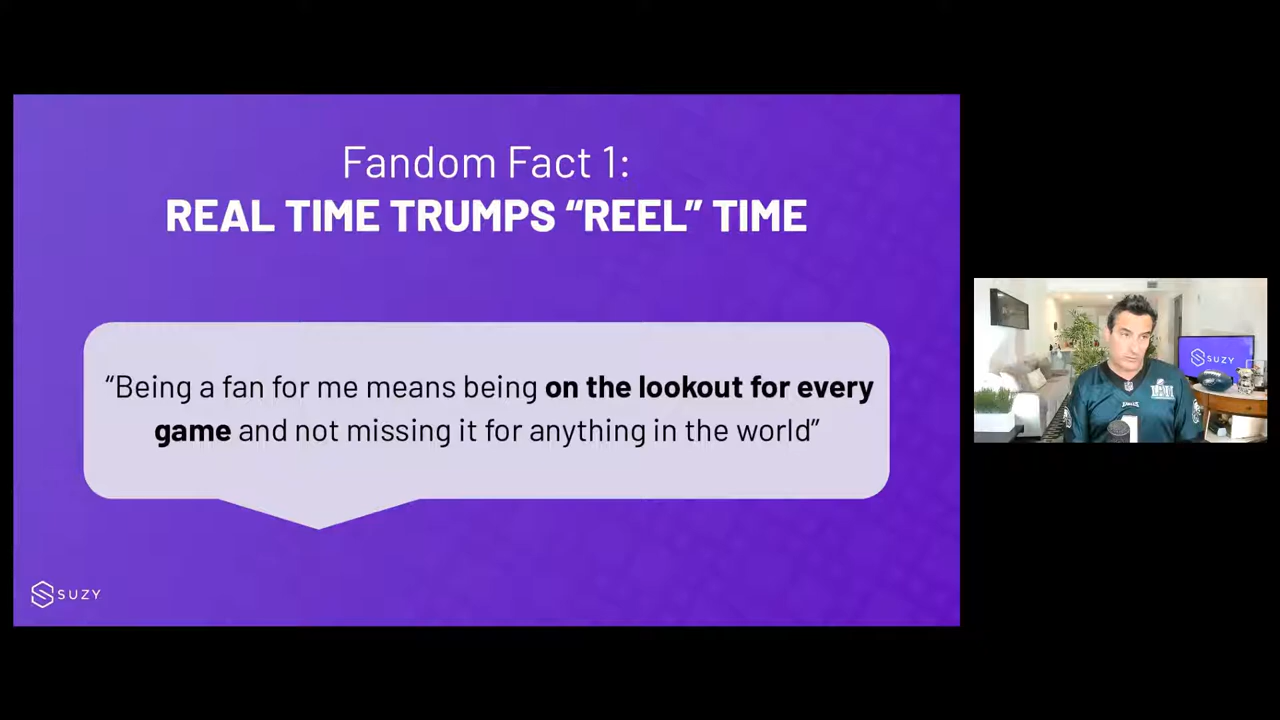 Fandom Fact 1:
REAL TIME TRUMPS “REEL” TIME
“Being a fan for me means being on the lookout for every
game and not missing it for anything in the world”
SUZY
SUZY